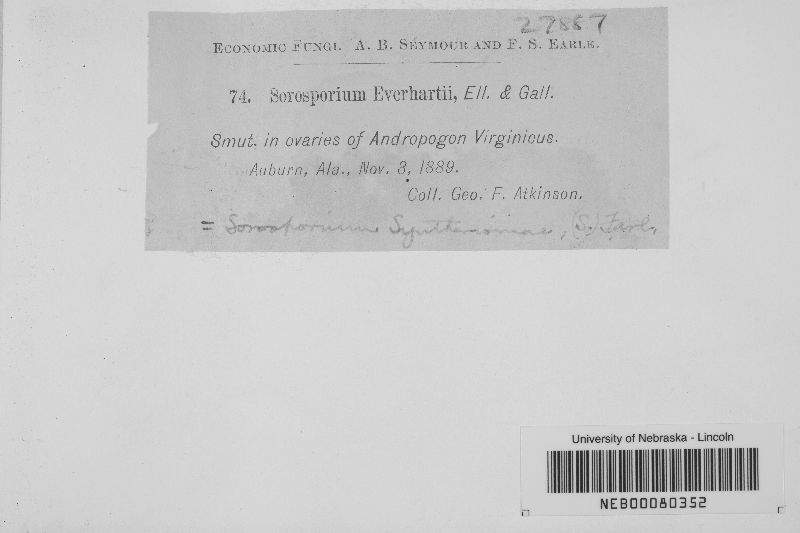 27887
ECONOMIC FUNGI. A. B. SEYMOUR AND F. S. EARLE.
74. Sorosporium Everhartii, Ell. & Gall.
Smut, in ovaries of Andropogon Virginicus.
Auburn, Ala., Nov. 3, 1889.
Coll. Geo. F. Atkinson.
= Sorosporium Syntherismae, (S.) Farl.
University of Nebraska - Lincoln
NEB00080352